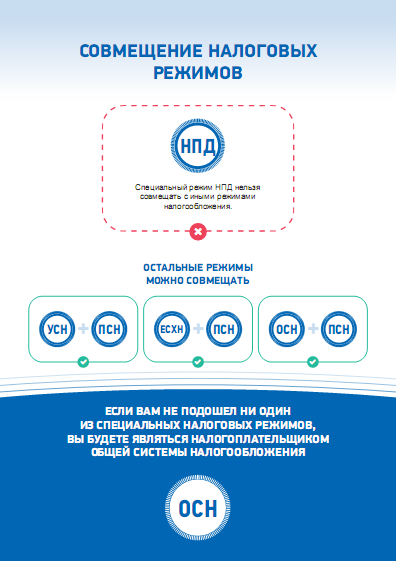 СОВМЕЩЕНИЕ НАЛОГОВЫХ
РЕЖИМОВ
НПД
Специальный режим НПД нельзя
совмещать с иными режимами
налогообложения.
ОСТАЛЬНЫЕ РЕЖИМЫ
МОЖНО СОВМЕЩАТЬ
УСН + ПСН
ЕСХН + ПСН
ОСН + ПСН
ЕСЛИ ВАМ НЕ ПОДОШЕЛ НИ ОДИН
ИЗ СПЕЦИАЛЬНЫХ НАЛОГОВЫХ РЕЖИМОВ,
ВЫ БУДЕТЕ ЯВЛЯТЬСЯ НАЛОГОПЛАТЕЛЬЩИКОМ
ОБЩЕЙ СИСТЕМЫ НАЛОГООБЛОЖЕНИЯ
ОСН